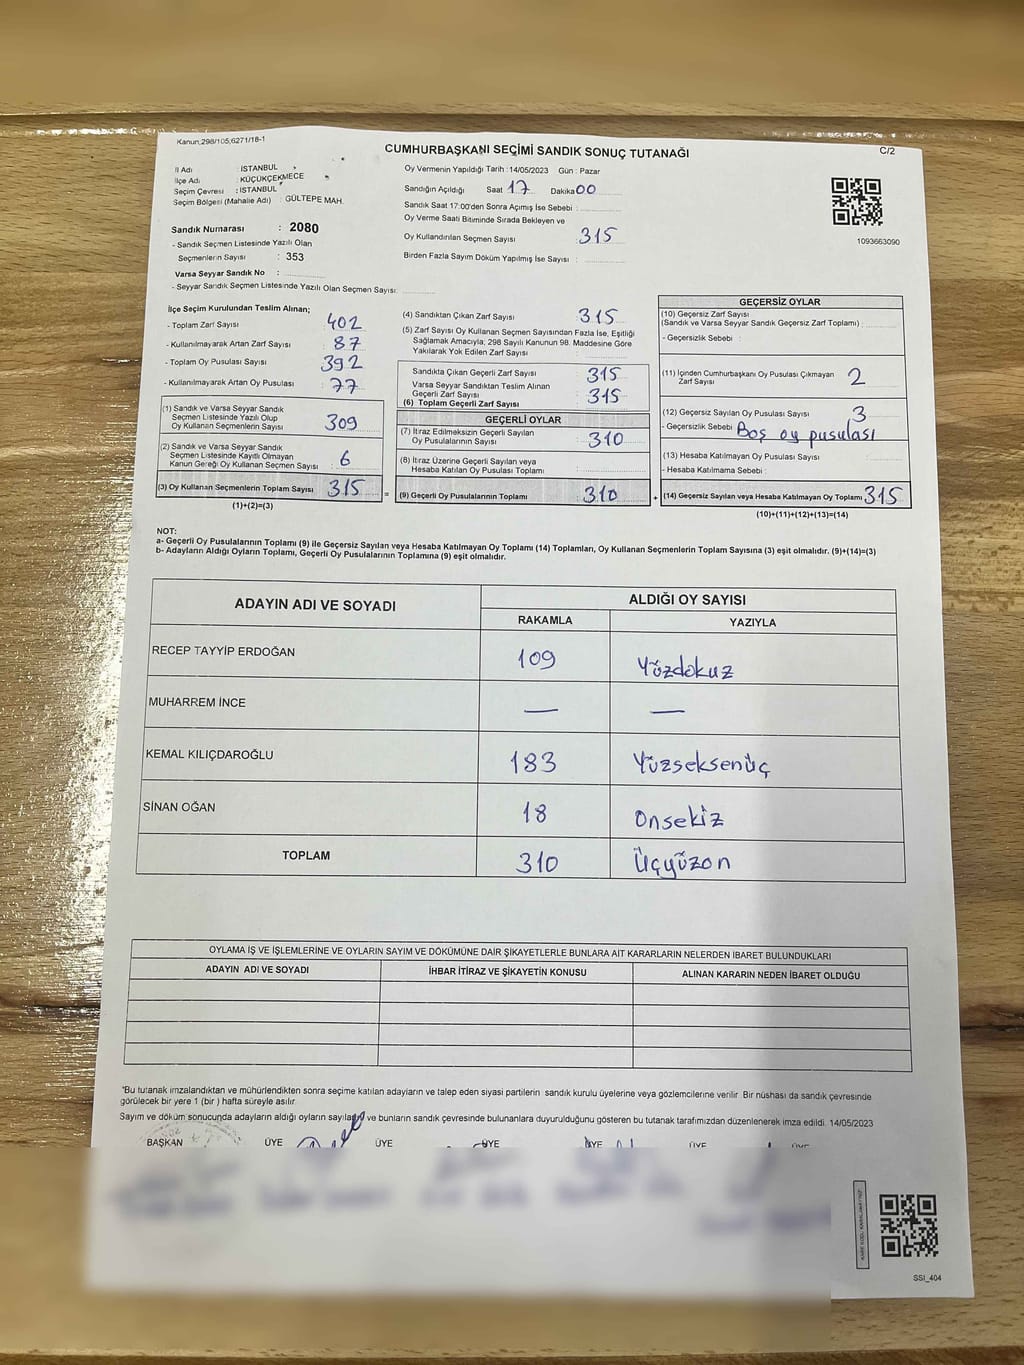 Kanun;298/105;6271/18-1
CUMHURBAŞKANI SEÇİMİ SANDIK SONUÇ TUTANAĞI
C/2
İl Adı : İSTANBUL
İlçe Adı : KÜÇÜKÇEKMECE
Seçim Çevresi : İSTANBUL
Seçim Bölgesi (Mahalle Adı) : GÜLTEPE MAH.
Sandık Numarası : 2080
- Sandık Seçmen Listesinde Yazılı Olan
Seçmenlerin Sayısı : 353
Varsa Seyyar Sandık No :
- Seyyar Sandık Seçmen Listesinde Yazılı Olan Seçmen Sayısı:
Oy Vermenin Yapıldığı Tarih : 14/05/2023 Gün : Pazar
Sandığın Açıldığı Saat 17 Dakika 00
Sandık Saat 17:00'den Sonra Açımış İse Sebebi :
Oy Verme Saati Bitiminde Sırada Bekleyen ve
Oy Kullandırılan Seçmen Sayısı 315
Birden Fazla Sayım Döküm Yapılmış İse Sayısı :
1093663090
İlçe Seçim Kurulundan Teslim Alınan;
- Toplam Zarf Sayısı 402
- Kullanılmayarak Artan Zarf Sayısı 87
- Toplam Oy Pusulası Sayısı 392
- Kullanılmayarak Artan Oy Pusulası 77
(1) Sandık ve Varsa Seyyar Sandık
Seçmen Listesinde Yazılı Olup
Oy Kullanan Seçmenlerin Sayısı 309
(2) Sandık ve Varsa Seyyar Sandık
Seçmen Listesinde Kayıtlı Olmayan
Kanun Gereği Oy Kullanan Seçmen Sayısı : 6
(3) Oy Kullanan Seçmenlerin Toplam Sayısı 315
(1)+(2)=(3)
=
(4) Sandıktan Çıkan Zarf Sayısı : 315
(5) Zarf Sayısı Oy Kullanan Seçmen Sayısından Fazla İse, Eşitliği
Sağlamak Amacıyla; 298 Sayılı Kanunun 98. Maddesine Göre
Yakılarak Yok Edilen Zarf Sayısı :
Sandıkta Çıkan Geçerli Zarf Sayısı 315
Varsa Seyyar Sandıktan Teslim Alınan
Geçerli Zarf Sayısı : 315
(6) Toplam Geçerli Zarf Sayısı
GEÇERLİ OYLAR
(7) İtiraz Edilmeksizin Geçerli Sayılan
Oy Pusulalarının Sayısı : 310
(8) İtiraz Üzerine Geçerli Sayılan veya
Hesaba Katılan Oy Pusulası Toplamı :
(9) Geçerli Oy Pusulalarının Toplamı : 310
+
GEÇERSİZ OYLAR
(10) Geçersiz Zarf Sayısı
(Sandık ve Varsa Seyyar Sandık Geçersiz Zarf Toplamı) :
- Geçersizlik Sebebi :
(11) İçinden Cumhurbaşkanı Oy Pusulası Çıkmayan
Zarf Sayısı : 2
(12) Geçersiz Sayılan Oy Pusulası Sayısı : 3
- Geçersizlik Sebebi Boş oy pusulası
(13) Hesaba Katılmayan Oy Pusulası Sayısı :
- Hesaba Katılmama Sebebi :
(14) Geçersiz Sayılan veya Hesaba Katılmayan Oy Toplamı 315
(10)+(11)+(12)+(13)=(14)
NOT:
a- Geçerli Oy Pusulalarının Toplamı (9) ile Geçersiz Sayılan veya Hesaba Katılmayan Oy Toplamı (14) Toplamları, Oy Kullanan Seçmenlerin Toplam Sayısına (3) eşit olmalıdır. (9)+(14)=(3)
b- Adayların Aldığı Oyların Toplamı, Geçerli Oy Pusulalarının Toplamına (9) eşit olmalıdır.
ADAYIN ADI VE SOYADI
ALDIĞI OY SAYISI
RAKAMLA YAZIYLA
RECEP TAYYİP ERDOĞAN 109 Yüzdokuz
MUHARREM İNCE — —
KEMAL KILIÇDAROĞLU 183 Yüzseksenüç
SİNAN OĞAN 18 Onsekiz
TOPLAM 310 Üçyüzon
OYLAMA İŞ VE İŞLEMLERİNE VE OYLARIN SAYIM VE DÖKÜMÜNE DAİR ŞİKAYETLERLE BUNLARA AİT KARARLARIN NELERDEN İBARET BULUNDUKLARI
ADAYIN ADI VE SOYADI İHBAR İTİRAZ VE ŞİKAYETİN KONUSU ALINAN KARARIN NEDEN İBARET OLDUĞU
*Bu tutanak imzalandıktan ve mühürlendikten sonra seçime katılan adayların ve talep eden siyasi partilerin sandık kurulu üyelerine veya gözlemcilerine verilir. Bir nüshası da sandık çevresinde
görülecek bir yere 1 (bir) hafta süreyle asılır.
Sayım ve döküm sonucunda adayların aldığı oyların sayıları ve bunların sandık çevresinde bulunanlara duyurulduğunu gösteren bu tutanak tarafımızdan düzenlenerek imza edildi. 14/05/2023
BAŞKAN ÜYE ÜYE ÜYE ÜYE ÜYE ÜYE
SSİ_404